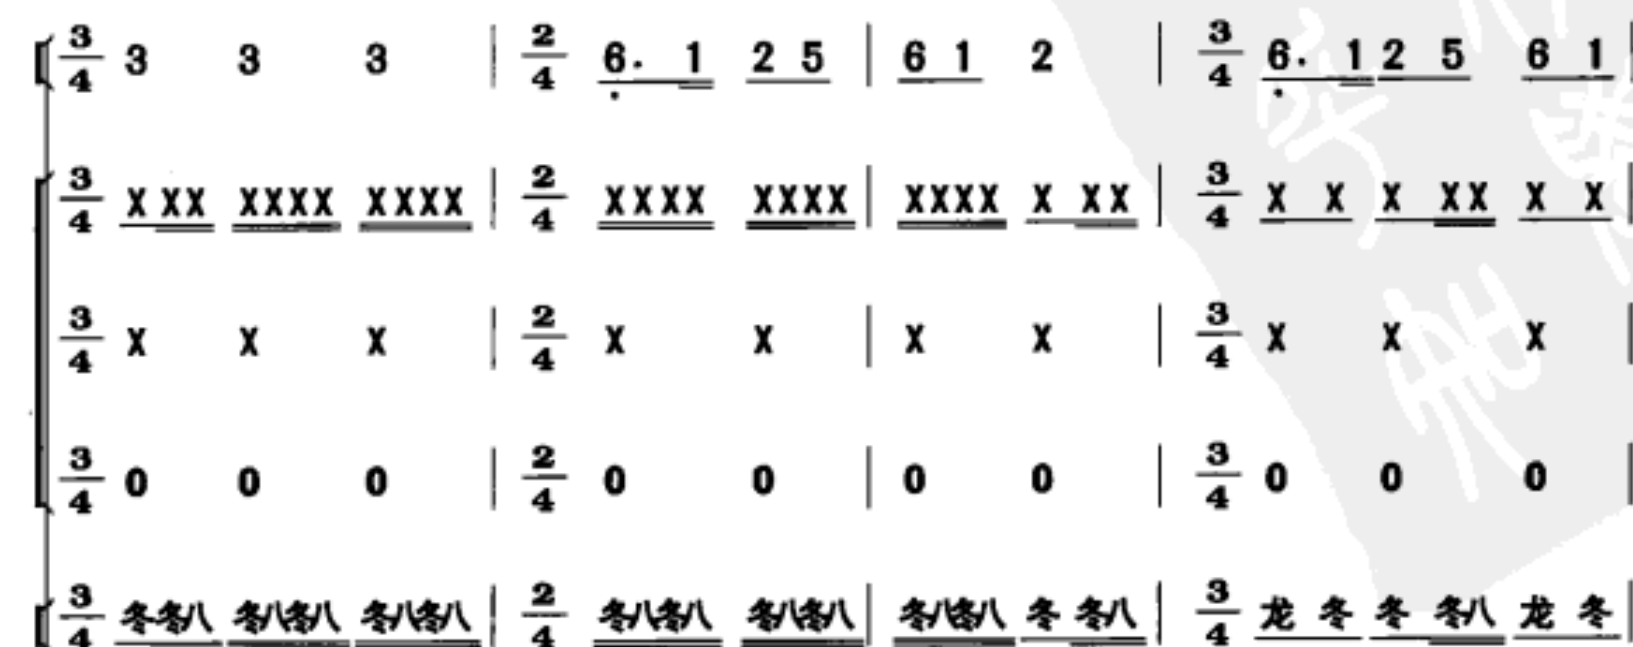 3/4 3 3 3 | 2/4 6̣. 1 2 5 | 6 1 2 | 3/4 6̣. 1 2 5 6 1 |
3/4 X XX XXXX XXXX | 2/4 XXXX XXXX | XXXX X XX | 3/4 X X X XX X X |
3/4 X X X | 2/4 X X | X X | 3/4 X X X |
3/4 0 0 0 | 2/4 0 0 | 0 0 | 3/4 0 0 0 |
3/4 冬冬八 冬八冬八 冬八冬八 | 2/4 冬八冬八 冬八冬八 | 冬八冬八 冬 冬八 | 3/4 龙 冬 冬 冬八 龙 冬 |